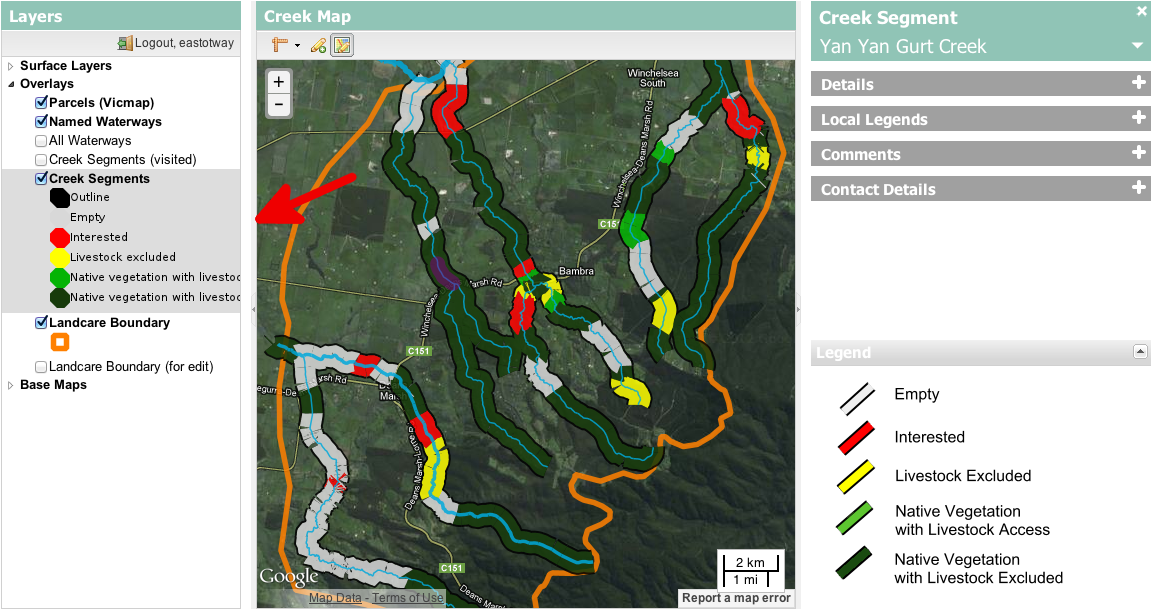 Layers
Logout, eastotway
Surface Layers
Overlays
Parcels (Vicmap)
Named Waterways
All Waterways
Creek Segments (visited)
Creek Segments
Outline
Empty
Interested
Livestock excluded
Native vegetation with livestoc
Native vegetation with livestoc
Landcare Boundary
Landcare Boundary (for edit)
Base Maps
Creek Map
+
−
Winchelsea
South
Winchelsea-Deans Marsh Rd
C151
Bambra
Marsh Rd
Winchelsea
C151
Marsh Rd
Deans Marsh-Lorne
C151
Deans Mars
Google
Map Data - Terms of Use
2 km
1 mi
Report a map error
Creek Segment
Yan Yan Gurt Creek
Details
Local Legends
Comments
Contact Details
Legend
Empty
Interested
Livestock Excluded
Native Vegetation
with Livestock Access
Native Vegetation
with Livestock Excluded